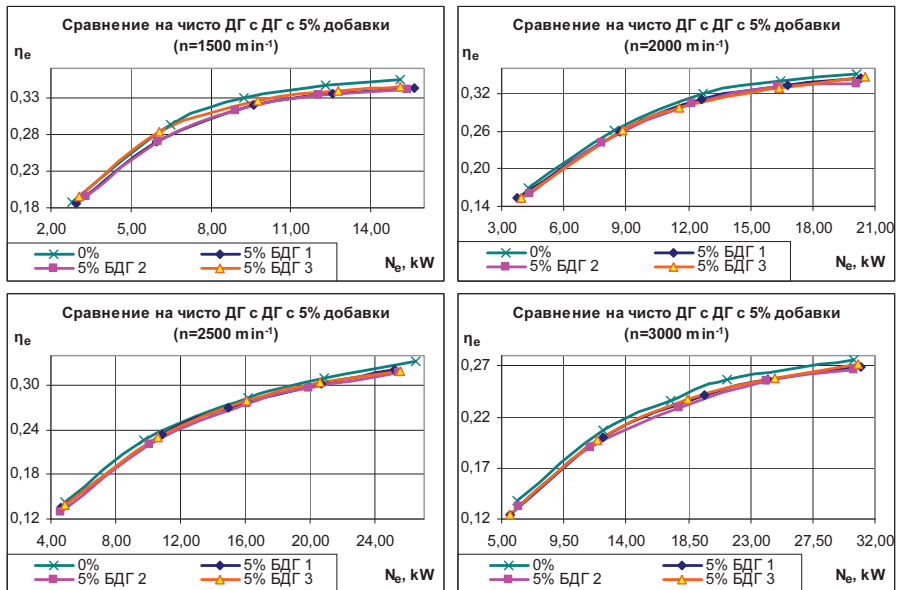 Сравнение на чисто ДГ с ДГ с 5% добавки
(n=1500 min⁻¹)
ηe
0,33
0,28
0,23
0,18
2,00 5,00 8,00 11,00 14,00
0% 5% БДГ 1
5% БДГ 2 5% БДГ 3
Ne, kW
Сравнение на чисто ДГ с ДГ с 5% добавки
(n=2000 min⁻¹)
ηe
0,32
0,26
0,20
0,14
3,00 6,00 9,00 12,00 15,00 18,00 21,00
0% 5% БДГ 1
5% БДГ 2 5% БДГ 3
Ne, kW
Сравнение на чисто ДГ с ДГ с 5% добавки
(n=2500 min⁻¹)
ηe
0,30
0,24
0,18
0,12
4,00 8,00 12,00 16,00 20,00 24,00
0% 5% БДГ 1
5% БДГ 2 5% БДГ 3
Ne, kW
Сравнение на чисто ДГ с ДГ с 5% добавки
(n=3000 min⁻¹)
ηe
0,27
0,22
0,17
0,12
5,00 9,50 14,00 18,50 23,00 27,50 32,00
0% 5% БДГ 1
5% БДГ 2 5% БДГ 3
Ne, kW